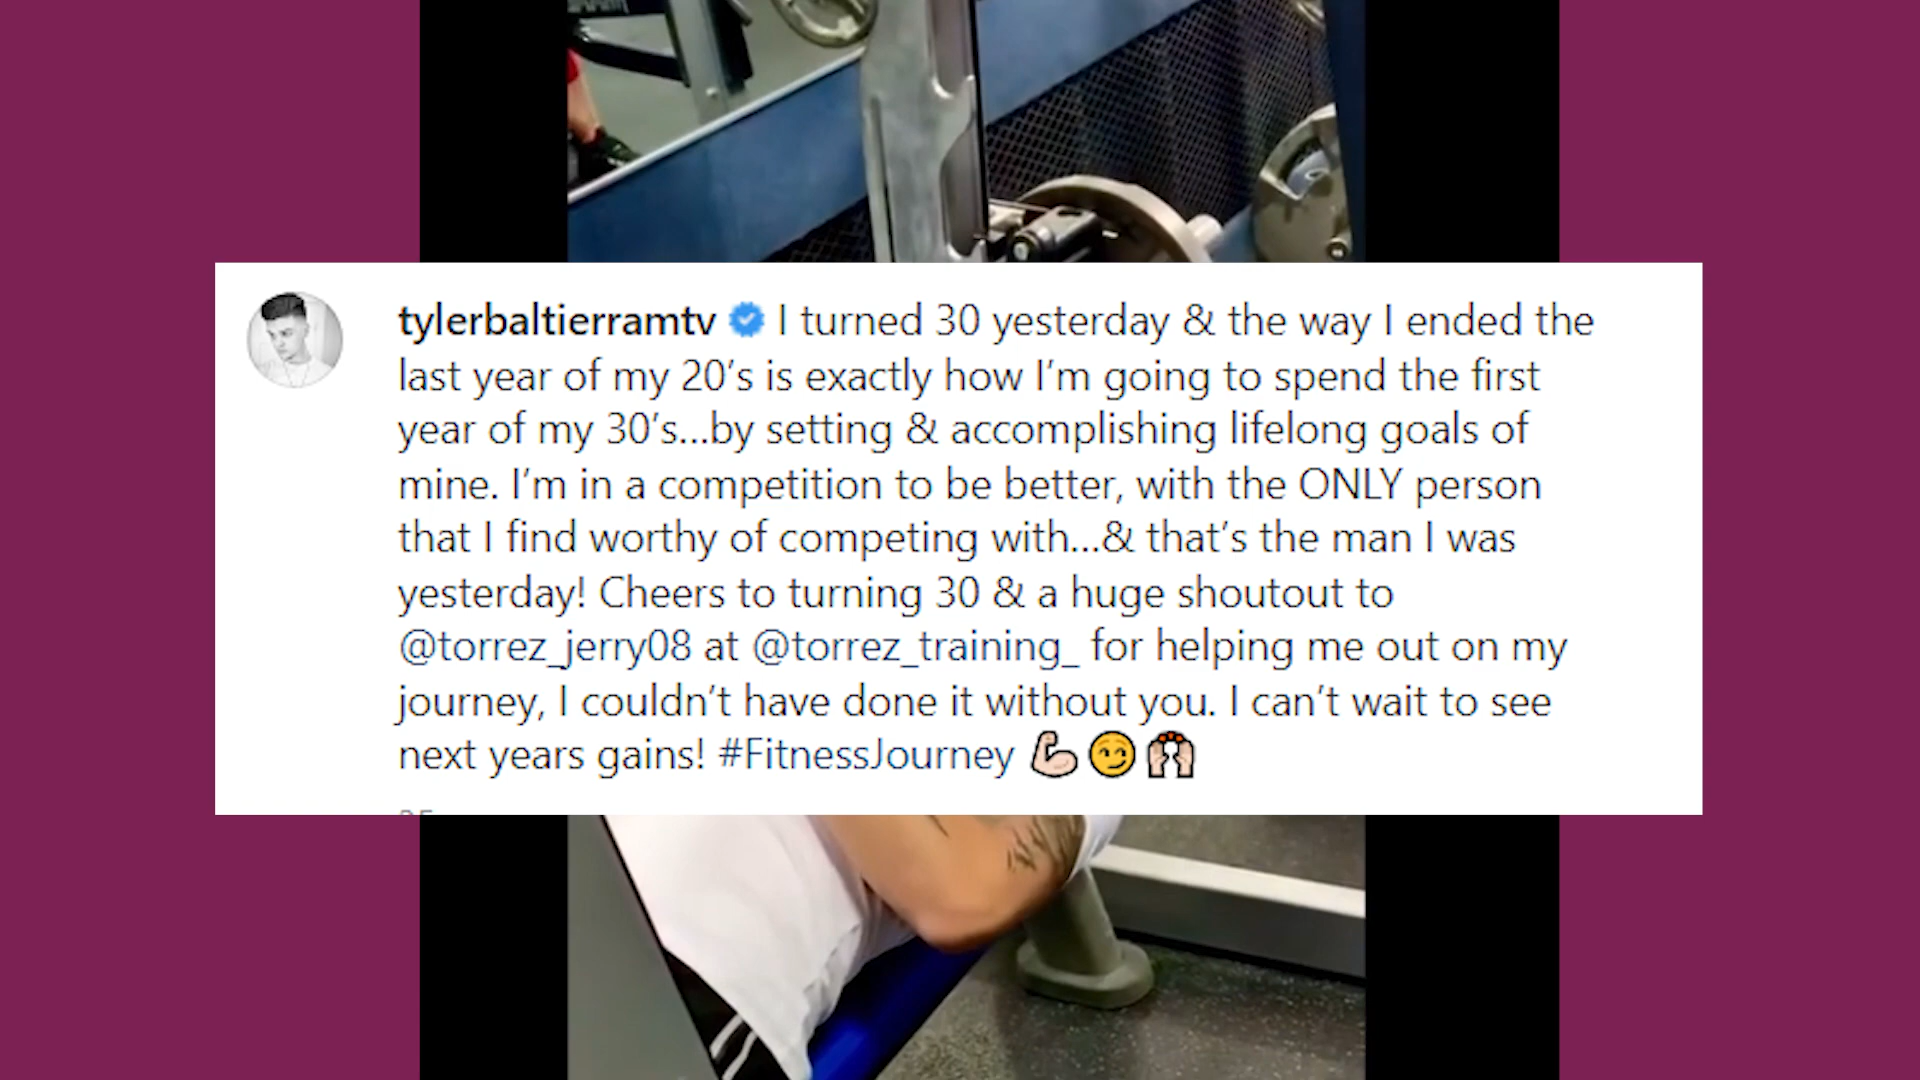 tylerbaltierramtv I turned 30 yesterday & the way I ended the
last year of my 20’s is exactly how I’m going to spend the first
year of my 30’s...by setting & accomplishing lifelong goals of
mine. I’m in a competition to be better, with the ONLY person
that I find worthy of competing with...& that’s the man I was
yesterday! Cheers to turning 30 & a huge shoutout to
@torrez_jerry08 at @torrez_training_ for helping me out on my
journey, I couldn’t have done it without you. I can’t wait to see
next years gains! #FitnessJourney 💪🏻😏🙌🏻